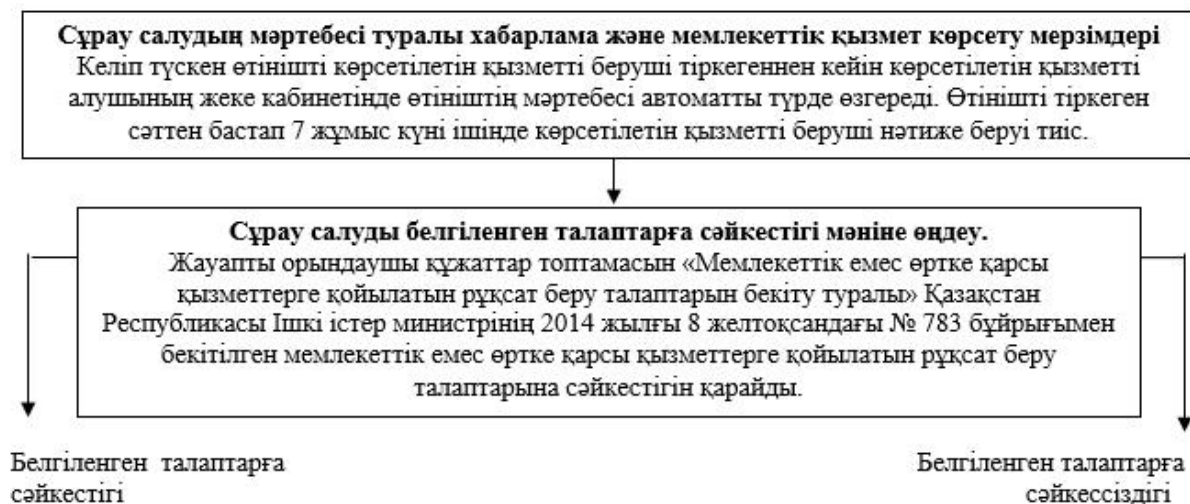 Сұрау салудың мәртебесі туралы хабарлама және мемлекеттік қызмет көрсету мерзімдері
Келіп түскен өтінішті көрсетілетін қызметті беруші тіркегеннен кейін көрсетілетін қызметті
алушының жеке кабинетінде өтініштің мәртебесі автоматты түрде өзгереді. Өтінішті тіркеген
сәттен бастап 7 жұмыс күні ішінде көрсетілетін қызметті беруші нәтиже беруі тиіс.
Сұрау салуды белгіленген талаптарға сәйкестігі мәніне өңдеу.
Жауапты орындаушы құжаттар топтамасын «Мемлекеттік емес өртке қарсы
қызметтерге қойылатын рұқсат беру талаптарын бекіту туралы» Қазақстан
Республикасы Ішкі істер министрінің 2014 жылғы 8 желтоқсандағы № 783 бұйрығымен
бекітілген мемлекеттік емес өртке қарсы қызметтерге қойылатын рұқсат беру
талаптарына сәйкестігін қарайды.
Белгіленген талаптарға
сәйкестігі
Белгіленген талаптарға
сәйкессіздігі